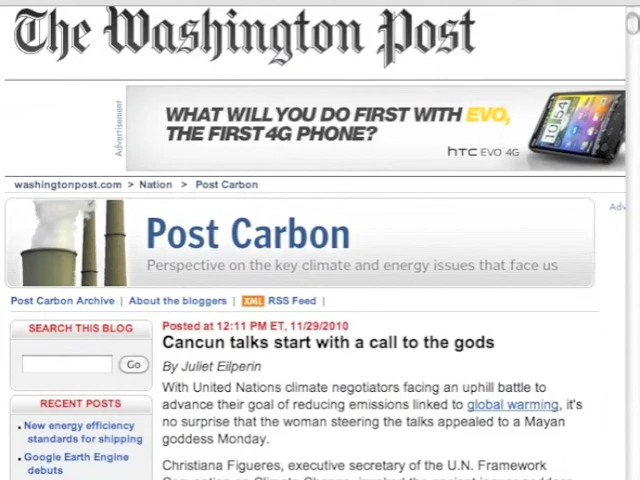 The Washington Post
Advertisement
WHAT WILL YOU DO FIRST WITH EVO,
THE FIRST 4G PHONE?
10:54
hTC EVO 4G
washingtonpost.com > Nation > Post Carbon
Adv
Post Carbon
Perspective on the key climate and energy issues that face us
Post Carbon Archive | About the bloggers | XML RSS Feed |
SEARCH THIS BLOG
Go
RECENT POSTS
New energy efficiency
standards for shipping
Google Earth Engine
debuts
Posted at 12:11 PM ET, 11/29/2010
Cancun talks start with a call to the gods
By Juliet Eilperin
With United Nations climate negotiators facing an uphill battle to
advance their goal of reducing emissions linked to global warming, it's
no surprise that the woman steering the talks appealed to a Mayan
goddess Monday.
Christiana Figueres, executive secretary of the U.N. Framework